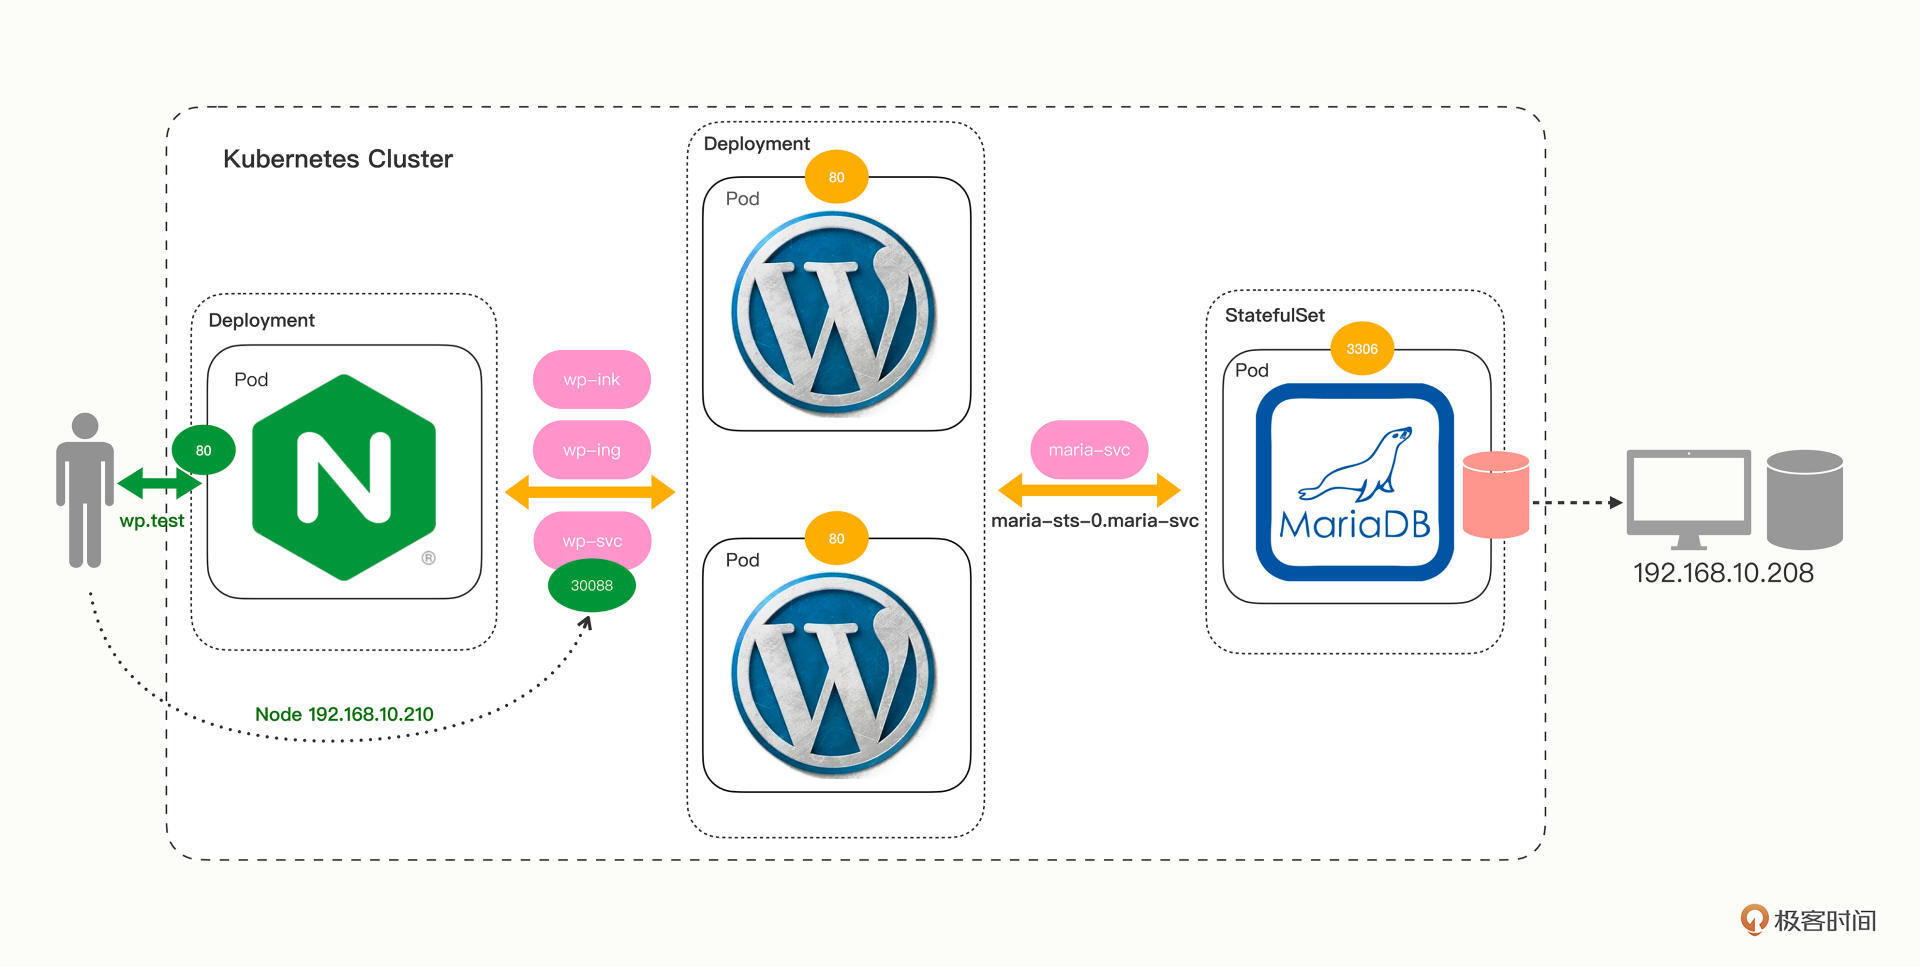 Kubernetes Cluster
Deployment
Pod
80
wp.test
®
Node 192.168.10.210
wp-ink
wp-ing
wp-svc
30088
Deployment
80
Pod
80
Pod
maria-svc
maria-sts-0.maria-svc
StatefulSet
3306
Pod
MariaDB
192.168.10.208
极客时间